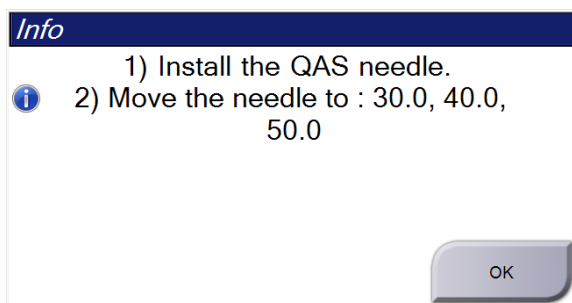 Info
1) Install the QAS needle.
2) Move the needle to : 30.0, 40.0,
50.0
OK